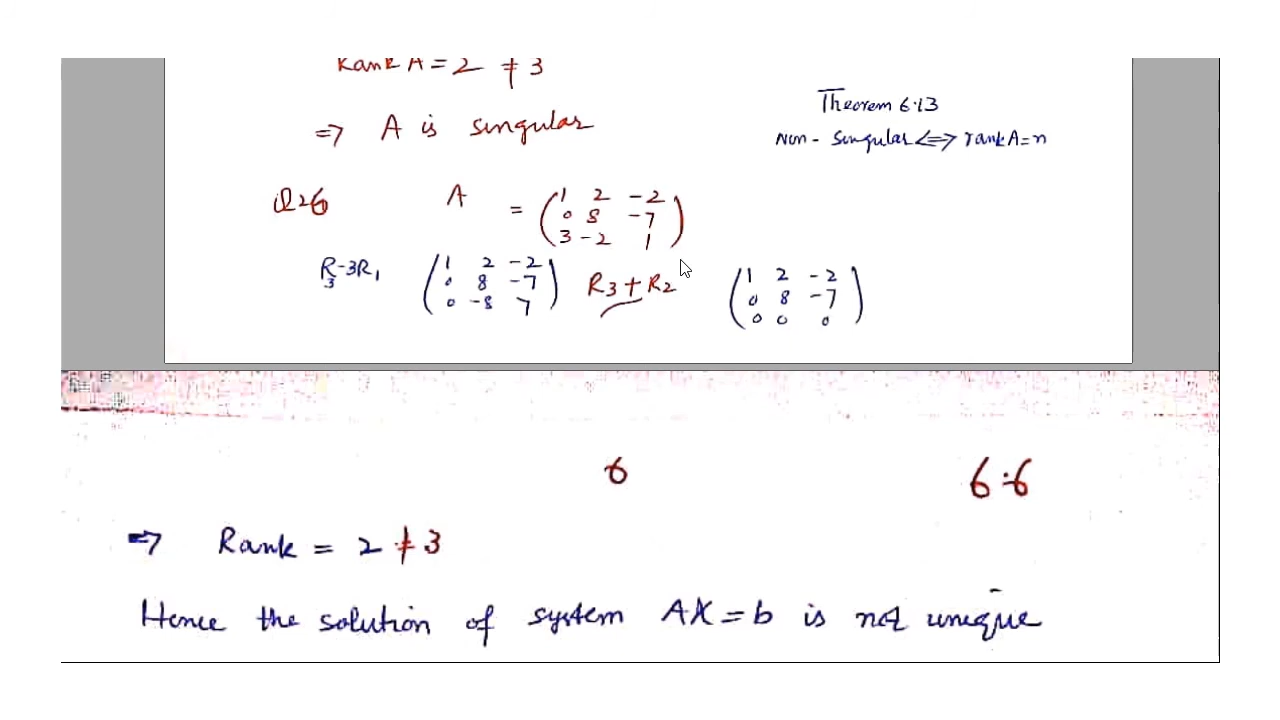 Rank A = 2 ≠ 3
Theorem 6.13
⇒ A is singular
Non-singular ⟺ rank A = n
Q26 A = (1 2 -2
0 8 -7
3 -2 1)
R3-3R1 (1 2 -2
0 8 -7
0 -8 7) R3+R2 (1 2 -2
0 8 -7
0 0 0)
6 6.6
⇒ Rank = 2 ≠ 3
Hence the solution of system AX = b is not unique